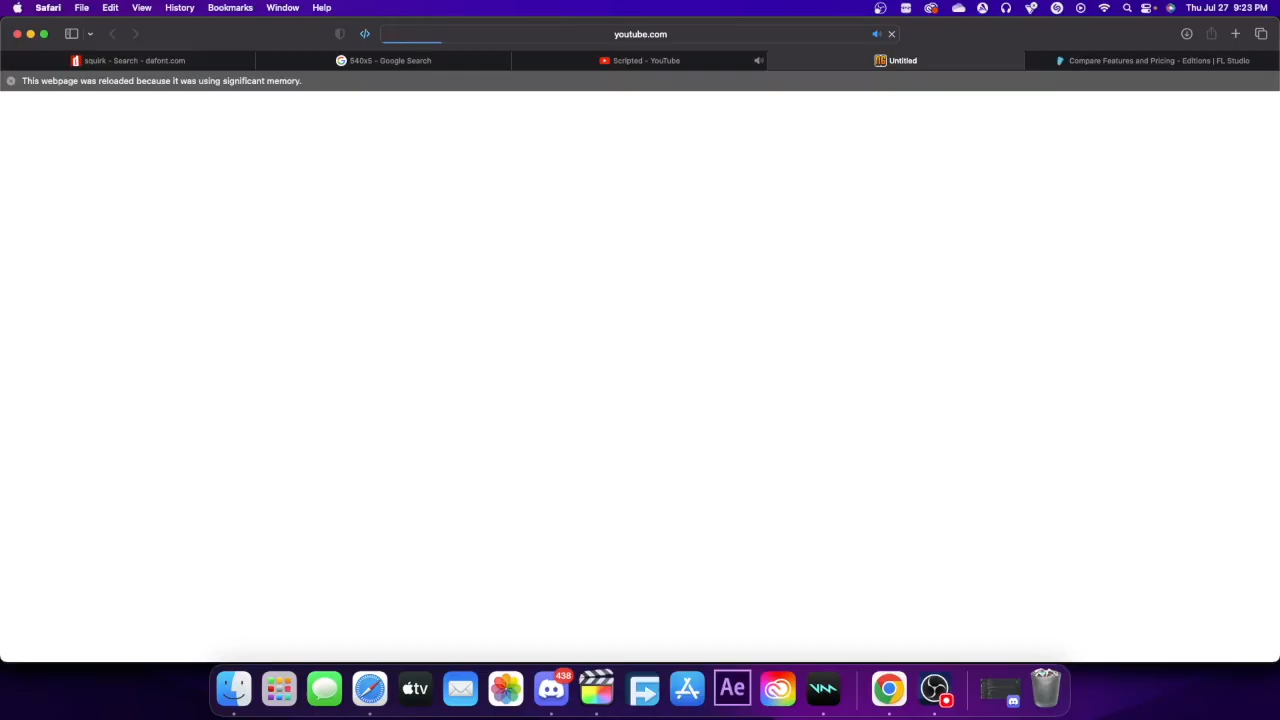 Safari File Edit View History Bookmarks Window Help Thu Jul 27 9:23 PM
youtube.com
squirk - Search - dafont.com 540x5 - Google Search Scripted - YouTube Untitled Compare Features and Pricing - Editions | FL Studio
This webpage was reloaded because it was using significant memory.
438
tv Ae VN